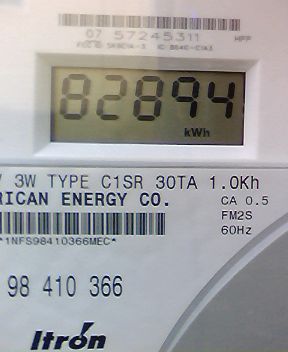 07 57245311
82894
kWh
3W TYPE C1SR 30TA 1.0Kh
RICAN ENERGY CO.
CA 0.5
FM2S
60Hz
*1NFS98410366MEC*
98 410 366
Itron